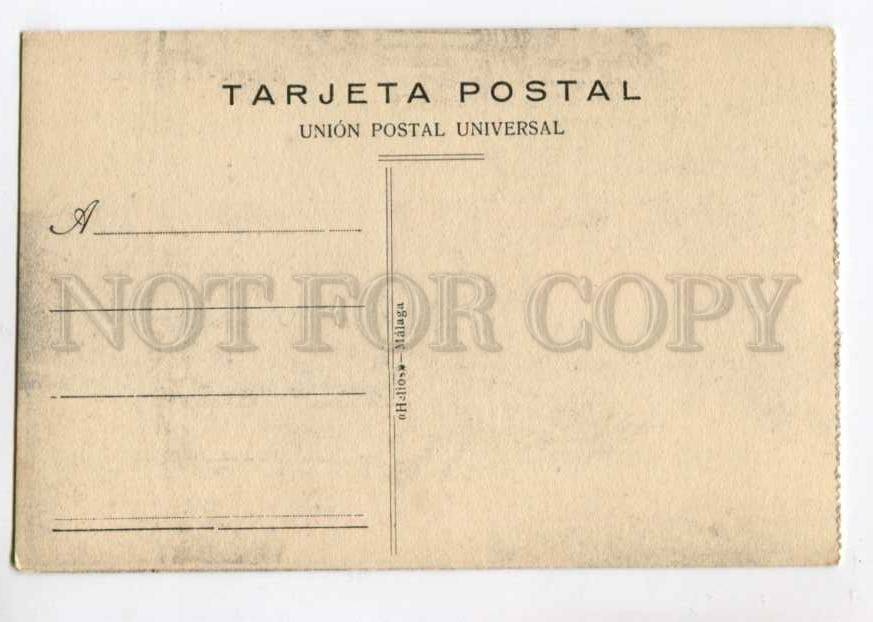 TARJETA POSTAL
UNIÓN POSTAL UNIVERSAL
A
NOT FOR COPY
«Helios» – Málaga